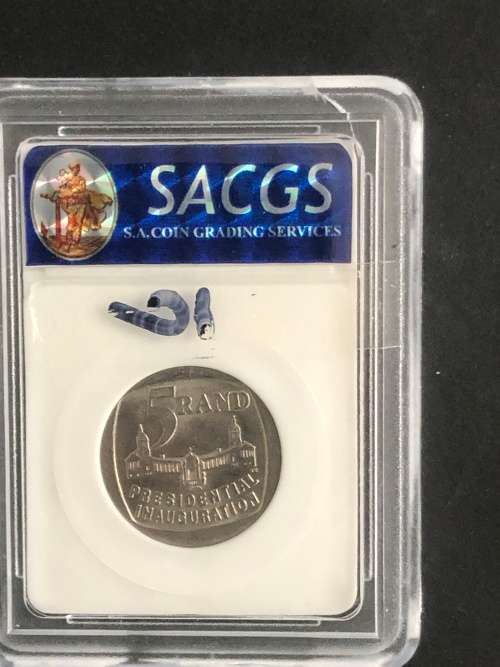 SACGS
S.A.COIN GRADING SERVICES
5 RAND
PRESIDENTIAL
INAUGURATION